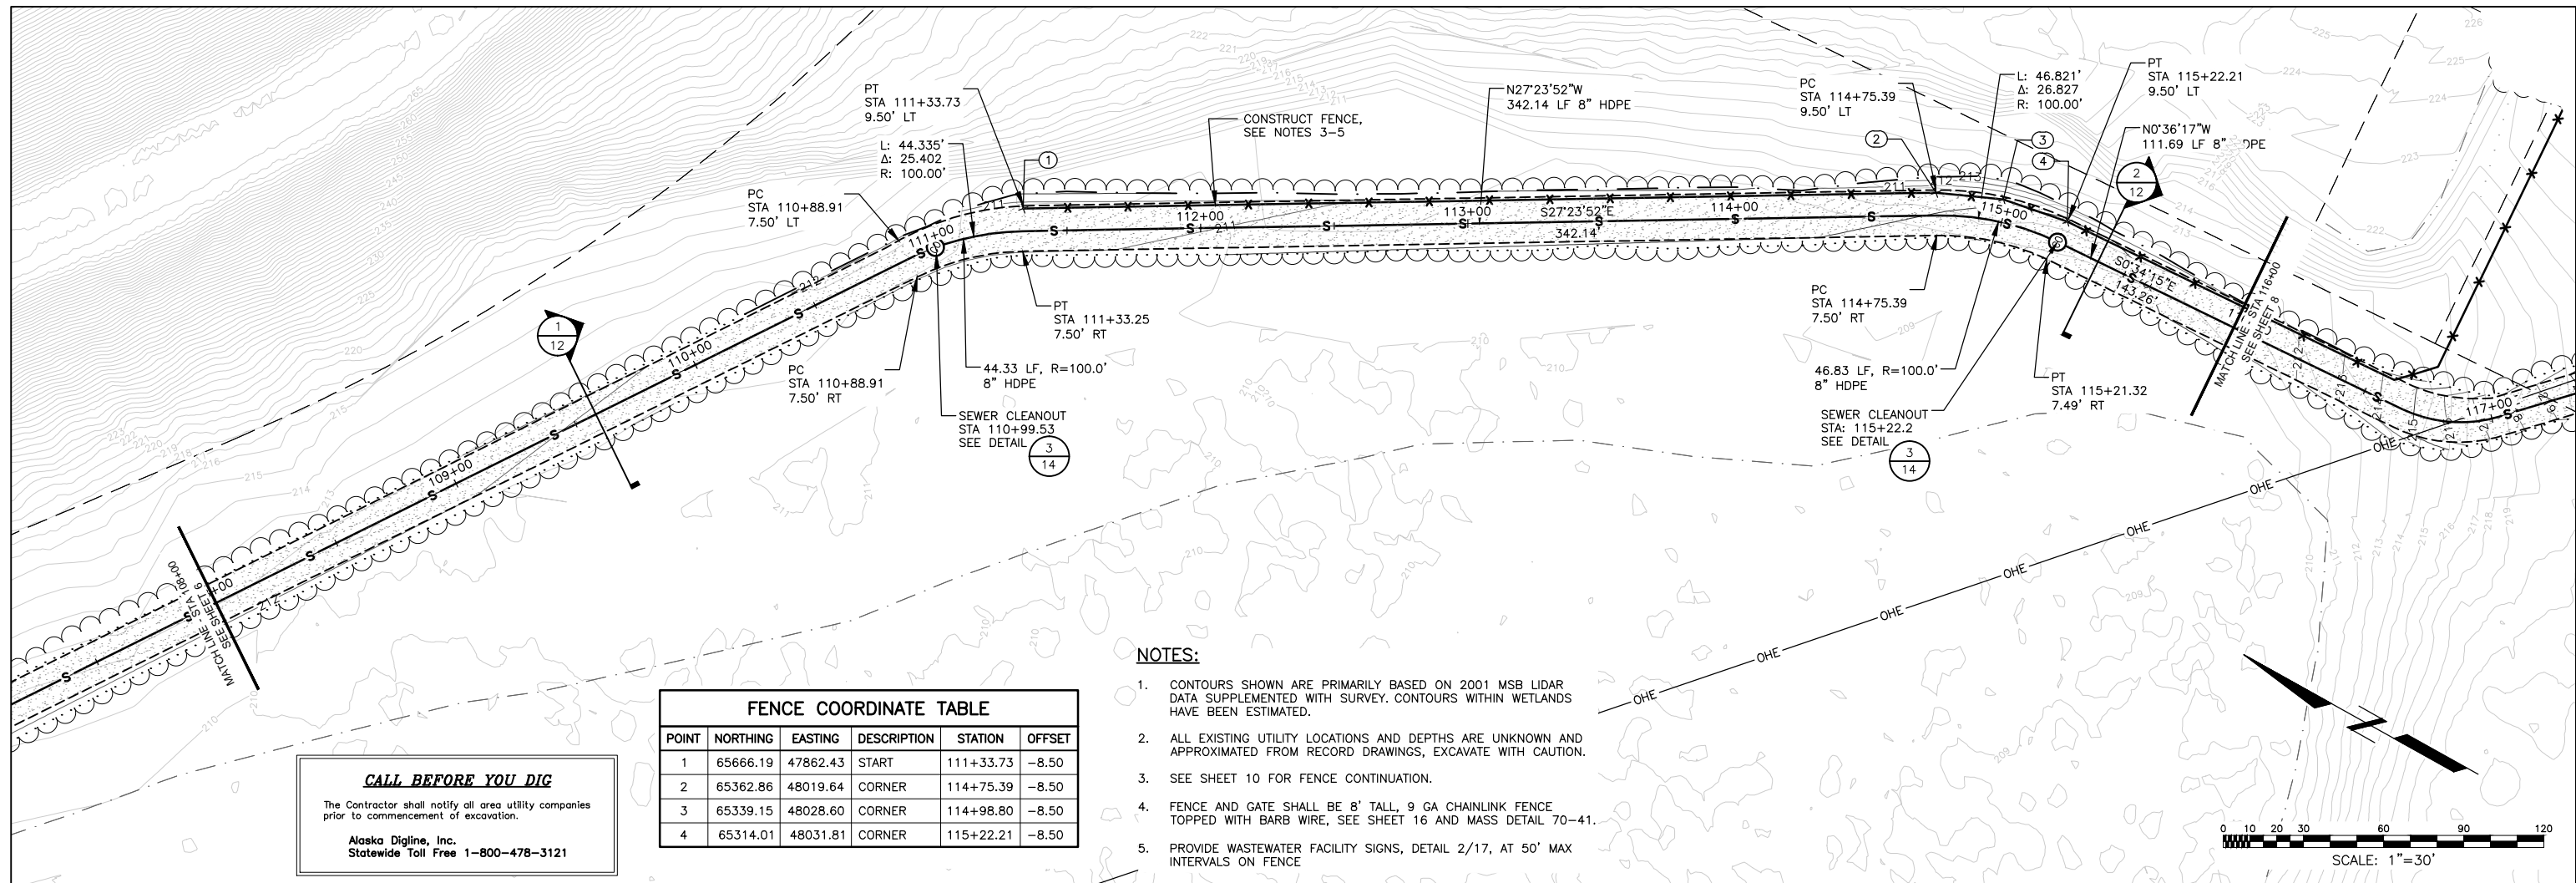 PT
STA 111+33.73
9.50' LT
L: 44.335'
Δ: 25.402
R: 100.00'
PC
STA 110+88.91
7.50' LT
1
CONSTRUCT FENCE,
SEE NOTES 3-5
N27°23'52"W
342.14 LF 8" HDPE
PC
STA 114+75.39
9.50' LT
2
L: 46.821'
Δ: 26.827
R: 100.00'
3
4
PT
STA 115+22.21
9.50' LT
N0°36'17"W
111.69 LF 8"
2
12
1
12
109+00
110+00
111+00
112+00
113+00
114+00
115+00
117+00
S27°23'52"E
342.14'
S0°34'15"E
143.26'
PC
STA 110+88.91
7.50' RT
PT
STA 111+33.25
7.50' RT
44.33 LF, R=100.0'
8" HDPE
SEWER CLEANOUT
STA 110+99.53
SEE DETAIL
3
14
PC
STA 114+75.39
7.50' RT
46.83 LF, R=100.0'
8" HDPE
SEWER CLEANOUT
STA: 115+22.2
SEE DETAIL
3
14
PT
STA 115+21.32
7.49' RT
MATCH LINE - STA 108+00
SEE SHEET 6
MATCH LINE - STA 116+00
SEE SHEET 8
OHE
OHE
OHE
OHE
OHE
OHE
OHE
CALL BEFORE YOU DIG
The Contractor shall notify all area utility companies
prior to commencement of excavation.
Alaska Digline, Inc.
Statewide Toll Free 1-800-478-3121
FENCE COORDINATE TABLE
POINT NORTHING EASTING DESCRIPTION STATION OFFSET
1 65666.19 47862.43 START 111+33.73 -8.50
2 65362.86 48019.64 CORNER 114+75.39 -8.50
3 65339.15 48028.60 CORNER 114+98.80 -8.50
4 65314.01 48031.81 CORNER 115+22.21 -8.50
NOTES:
1. CONTOURS SHOWN ARE PRIMARILY BASED ON 2001 MSB LIDAR
DATA SUPPLEMENTED WITH SURVEY. CONTOURS WITHIN WETLANDS
HAVE BEEN ESTIMATED.
2. ALL EXISTING UTILITY LOCATIONS AND DEPTHS ARE UNKNOWN AND
APPROXIMATED FROM RECORD DRAWINGS, EXCAVATE WITH CAUTION.
3. SEE SHEET 10 FOR FENCE CONTINUATION.
4. FENCE AND GATE SHALL BE 8' TALL, 9 GA CHAINLINK FENCE
TOPPED WITH BARB WIRE, SEE SHEET 16 AND MASS DETAIL 70-41.
5. PROVIDE WASTEWATER FACILITY SIGNS, DETAIL 2/17, AT 50' MAX
INTERVALS ON FENCE
0 10 20 30 60 90 120
SCALE: 1"=30'